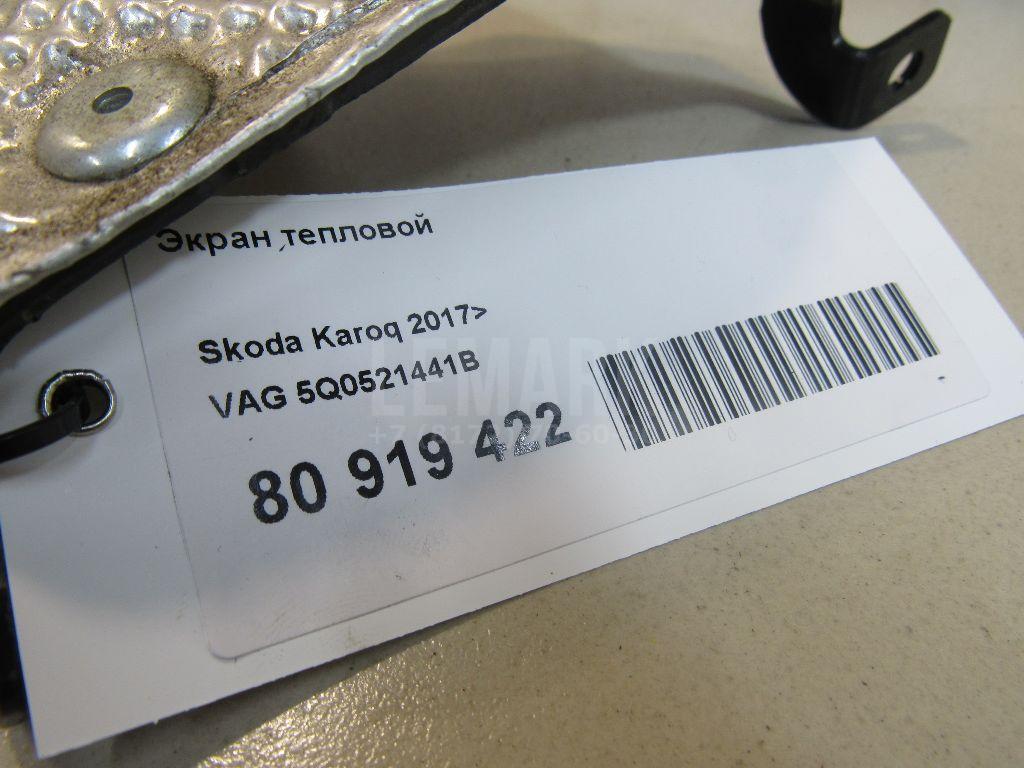 Экран тепловой
Skoda Karoq 2017>
VAG 5Q0521441B
80 919 422